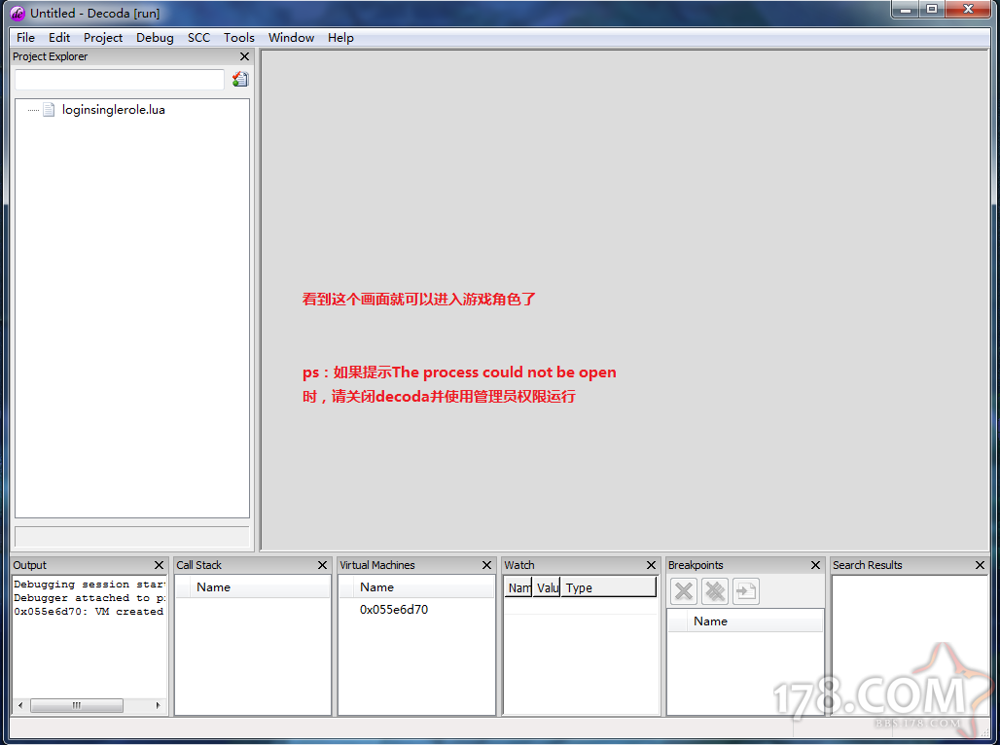 Untitled - Decoda [run]
File Edit Project Debug SCC Tools Window Help
Project Explorer
loginsinglerole.lua
看到这个画面就可以进入游戏角色了
ps：如果提示The process could not be open
时，请关闭decoda并使用管理员权限运行
Output
Debugging session star
Debugger attached to p
0x055e6d70: VM created
Call Stack
Name
Virtual Machines
Name
0x055e6d70
Watch
Nam Valu Type
Breakpoints
Name
Search Results
178.COM
BBS.178.COM